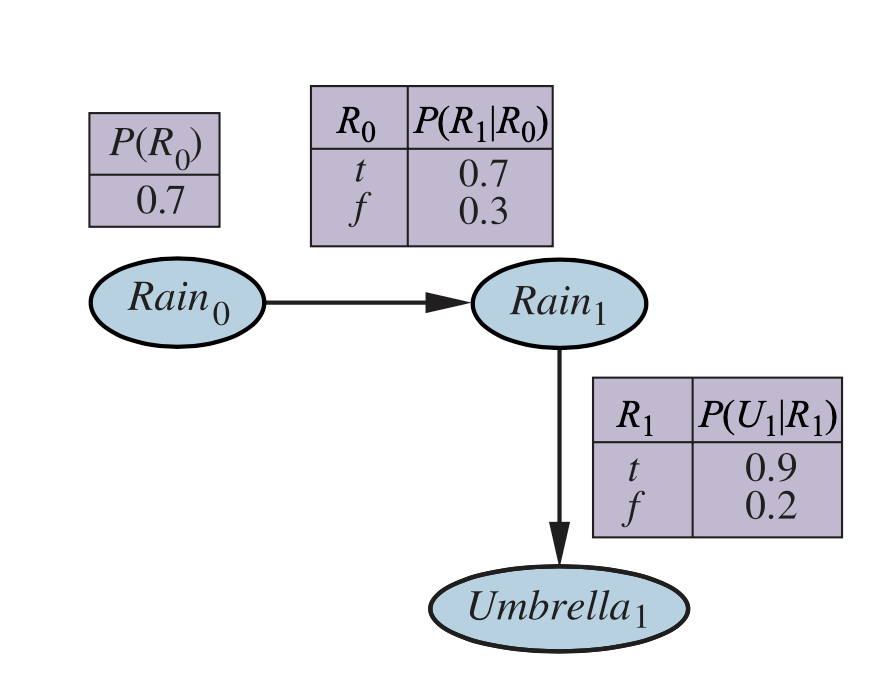 P(R₀)
0.7
R₀ P(R₁|R₀)
t 0.7
f 0.3
Rain₀
Rain₁
R₁ P(U₁|R₁)
t 0.9
f 0.2
Umbrella₁